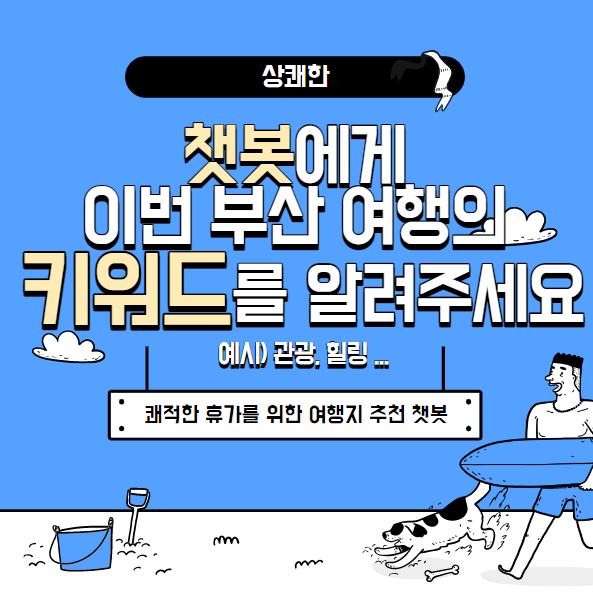 상쾌한
챗봇에게
이번 부산 여행의
키워드를 알려주세요
예시) 관광, 힐링 ...
쾌적한 휴가를 위한 여행지 추천 챗봇